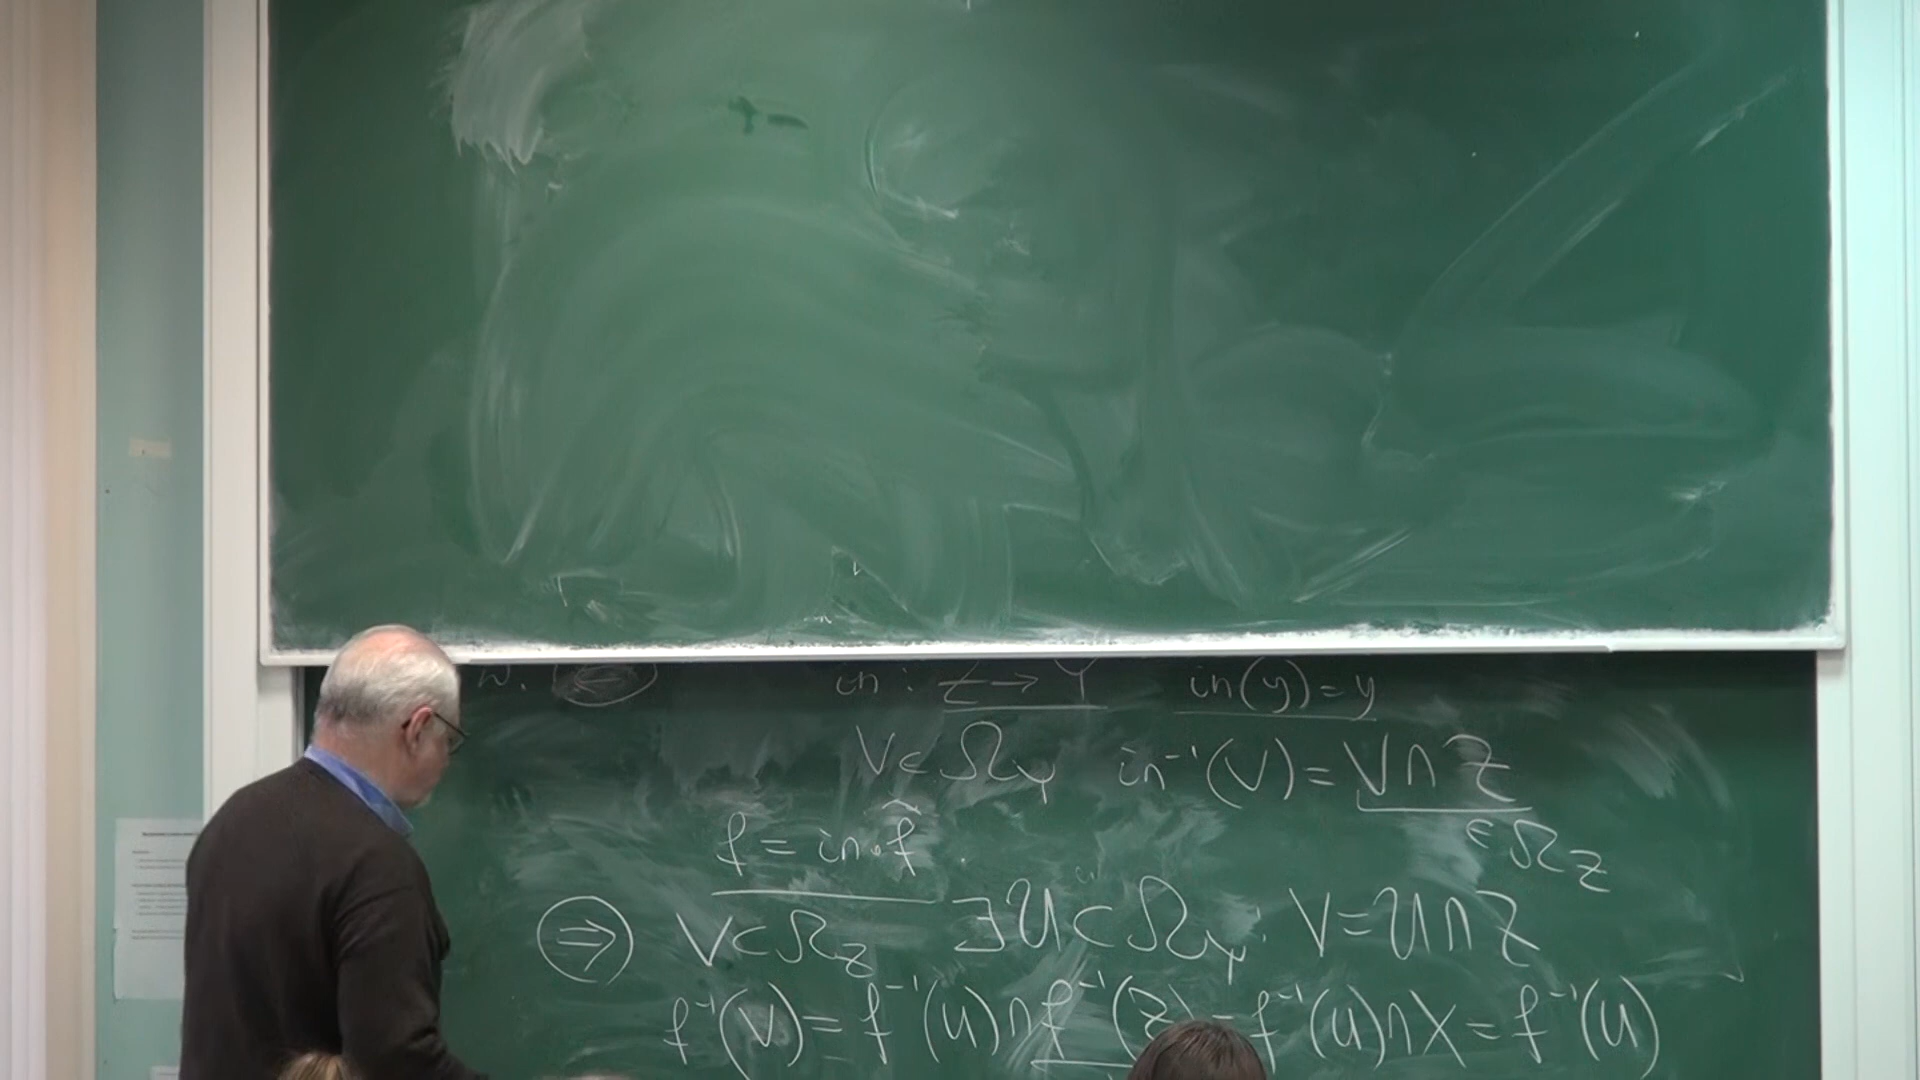 in : Z → Y in(y) = y
V ⊂ Ω_Y in⁻¹(V) = V ∩ Z
∈ Ω_Z
f = in ∘ f̂
⇒ V ⊂ Ω_Z ∃ U ⊂ Ω_Y : V = U ∩ Z
f⁻¹(V) = f⁻¹(U) ∩ f⁻¹(Z) = f⁻¹(U) ∩ X = f⁻¹(U)